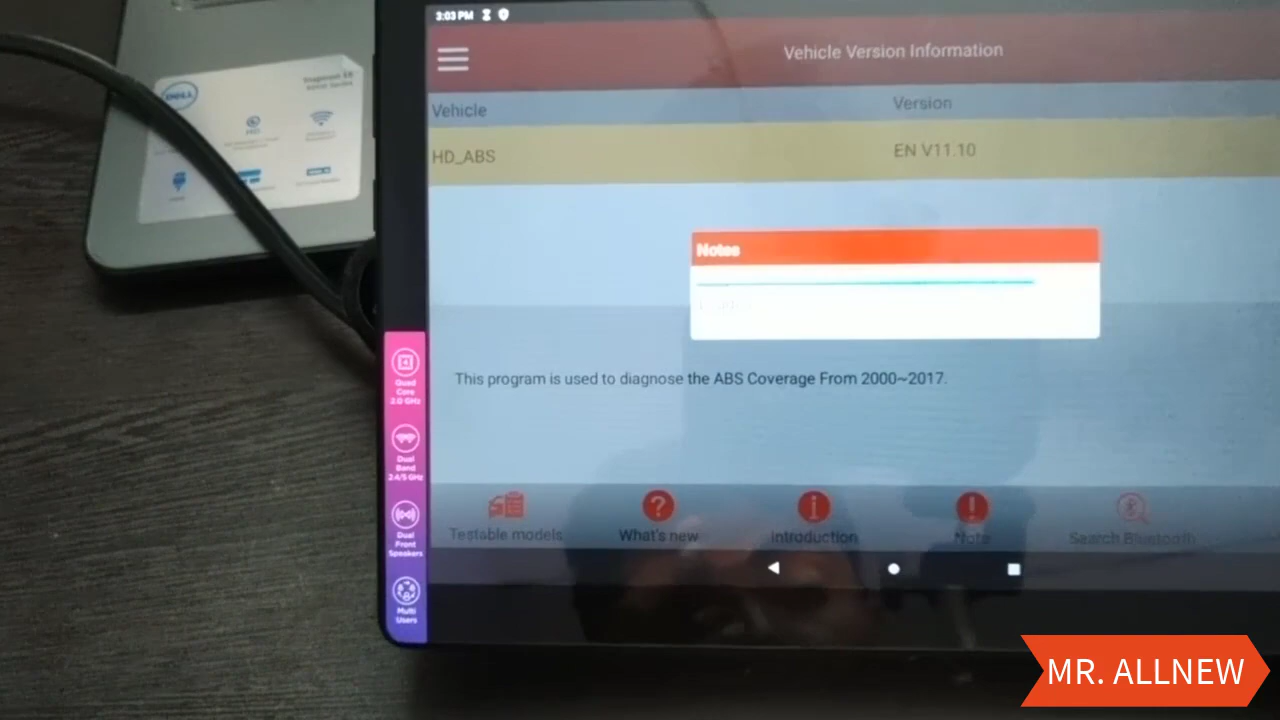 3:03 PM
Vehicle Version Information
Vehicle
Version
HD_ABS
EN V11.10
Notes
This program is used to diagnose the ABS Coverage From 2000~2017.
Testable models
What's new
Introduction
Note
Search Bluetooth
DELL
HD
Quad
Core
2.0 GHz
Dual
Band
2.4/5 GHz
Dual
Front
Speakers
Multi
Users
MR. ALLNEW